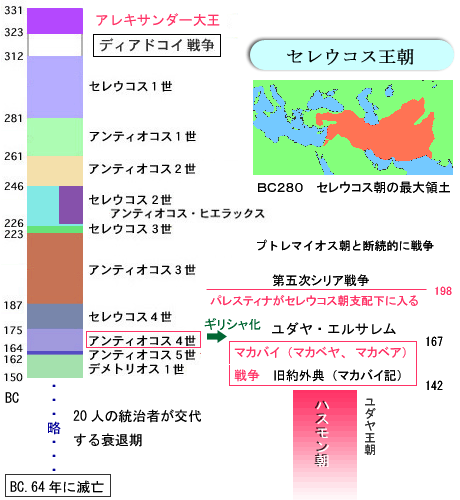 331
アレキサンダー大王
323
ディアドコイ戦争
312
セレウコス王朝
セレウコス1世
281
アンティオコス1世
261
アンティオコス2世
BC280 セレウコス朝の最大領土
246
セレウコス2世
アンティオコス・ヒエラックス
226
セレウコス3世
223
プトレマイオス朝と断続的に戦争
アンティオコス3世
第五次シリア戦争
198
パレスティナがセレウコス朝支配下に入る
187
セレウコス4世
ギリシャ化
175
ユダヤ・エルサレム
アンティオコス4世
167
164
アンティオコス5世
マカバイ(マカベヤ、マカベア)
162
デメトリオス1世
戦争 旧約外典(マカバイ記)
150
142
BC
ハスモン朝
ユダヤ王朝
略
20人の統治者が交代
する衰退期
BC.64年に滅亡